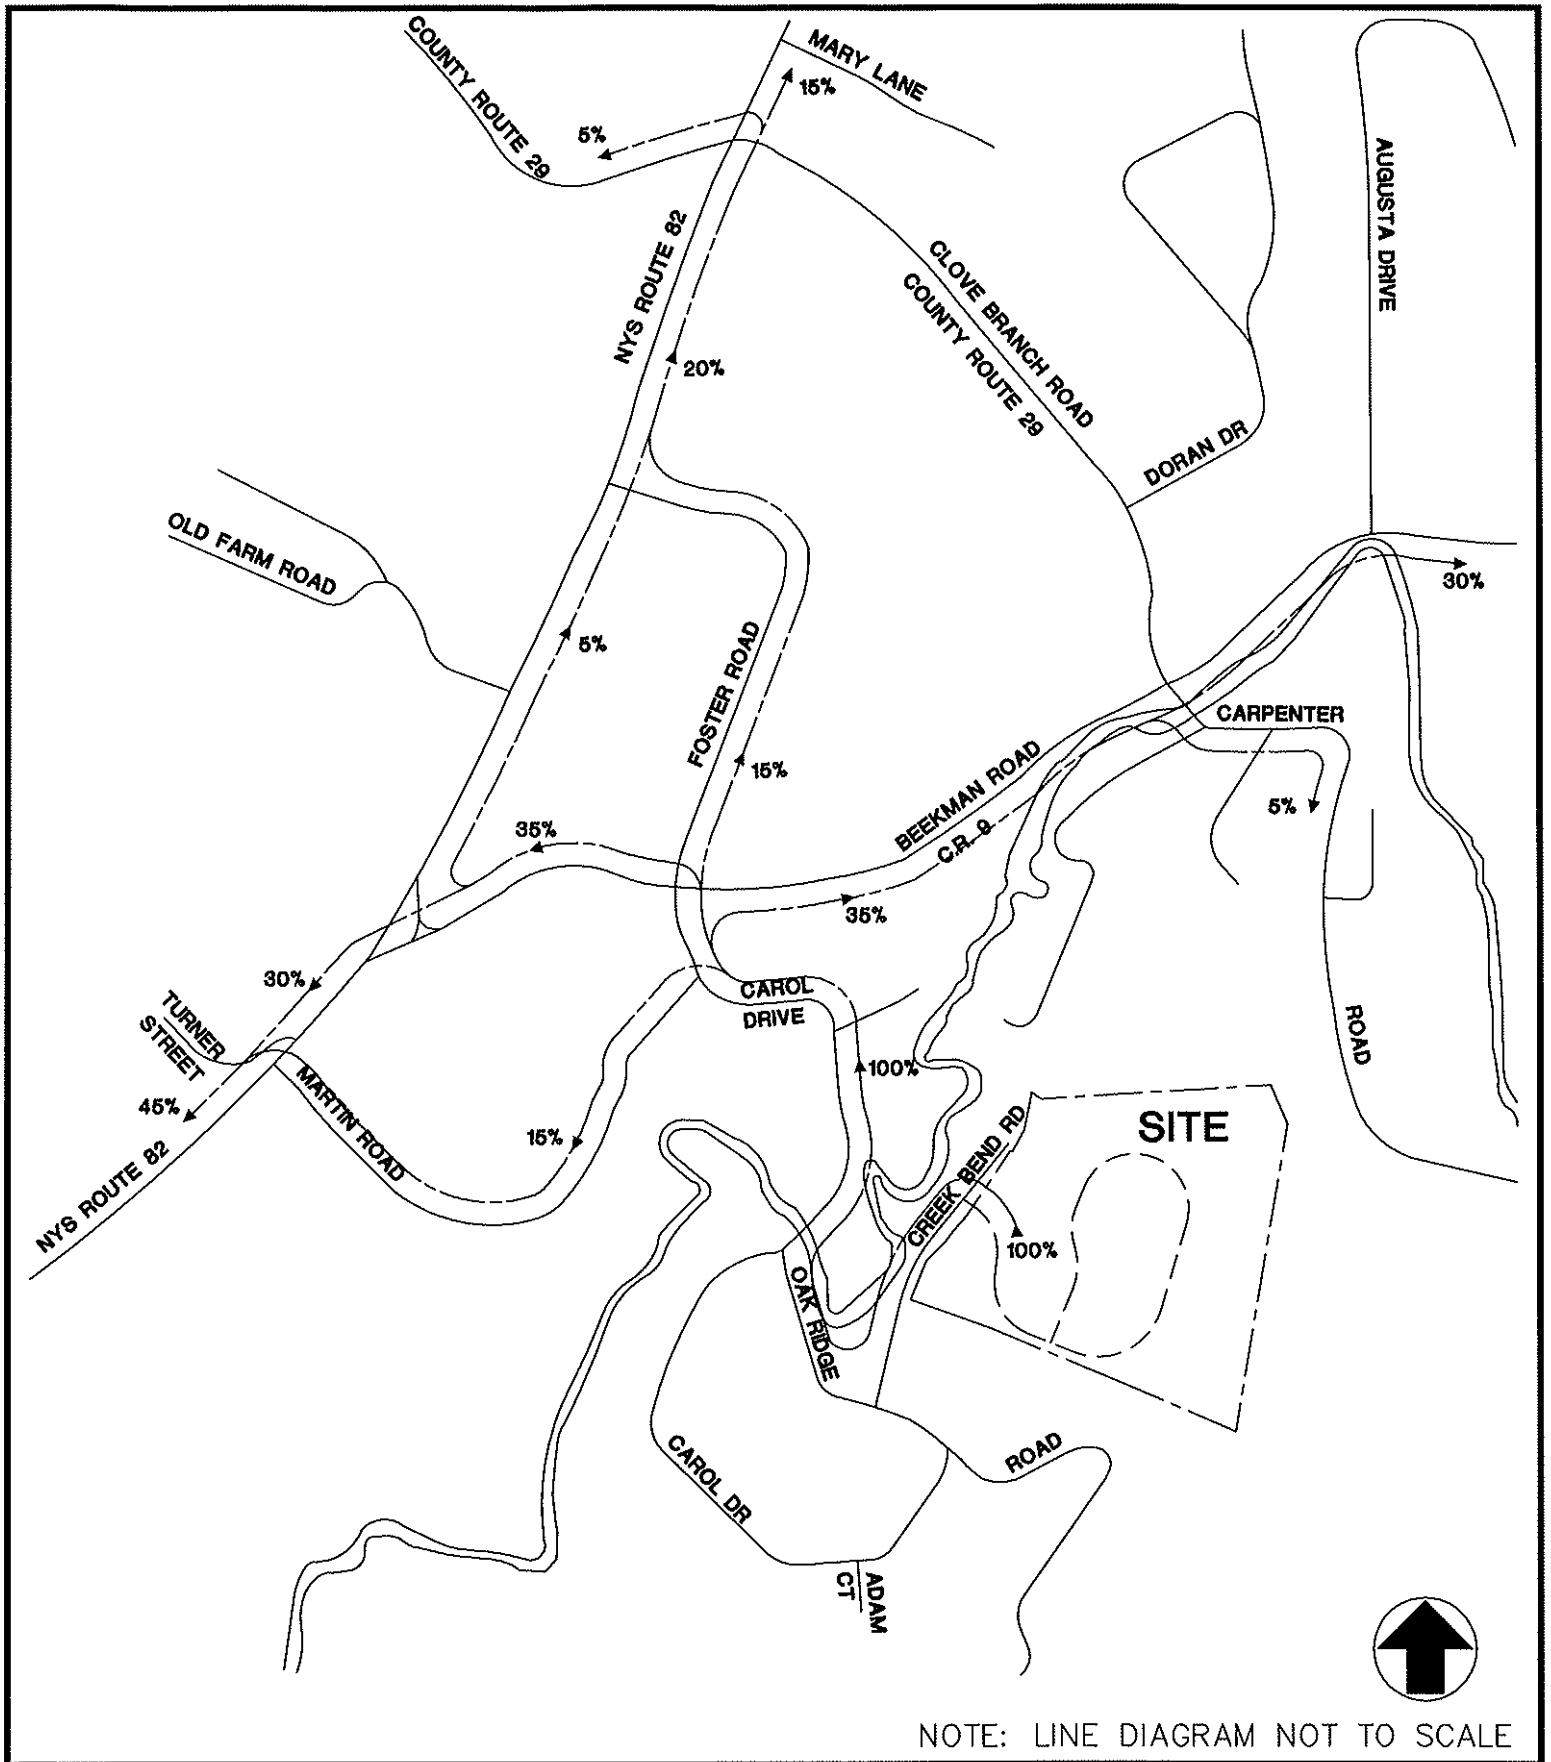 COUNTY ROUTE 29
MARY LANE
15%
5%
AUGUSTA DRIVE
NYS ROUTE 82
CLOVE BRANCH ROAD
COUNTY ROUTE 29
20%
DORAN DR
OLD FARM ROAD
30%
5%
FOSTER ROAD
CARPENTER
15%
BEEKMAN ROAD
C.R. 9
5%
35%
35%
30%
CAROL
DRIVE
TURNER
STREET
ROAD
100%
45%
MARTIN ROAD
15%
CREEK BEND RD
SITE
NYS ROUTE 82
100%
OAK RIDGE
ROAD
CAROL DR
ADAM
CT
NOTE: LINE DIAGRAM NOT TO SCALE